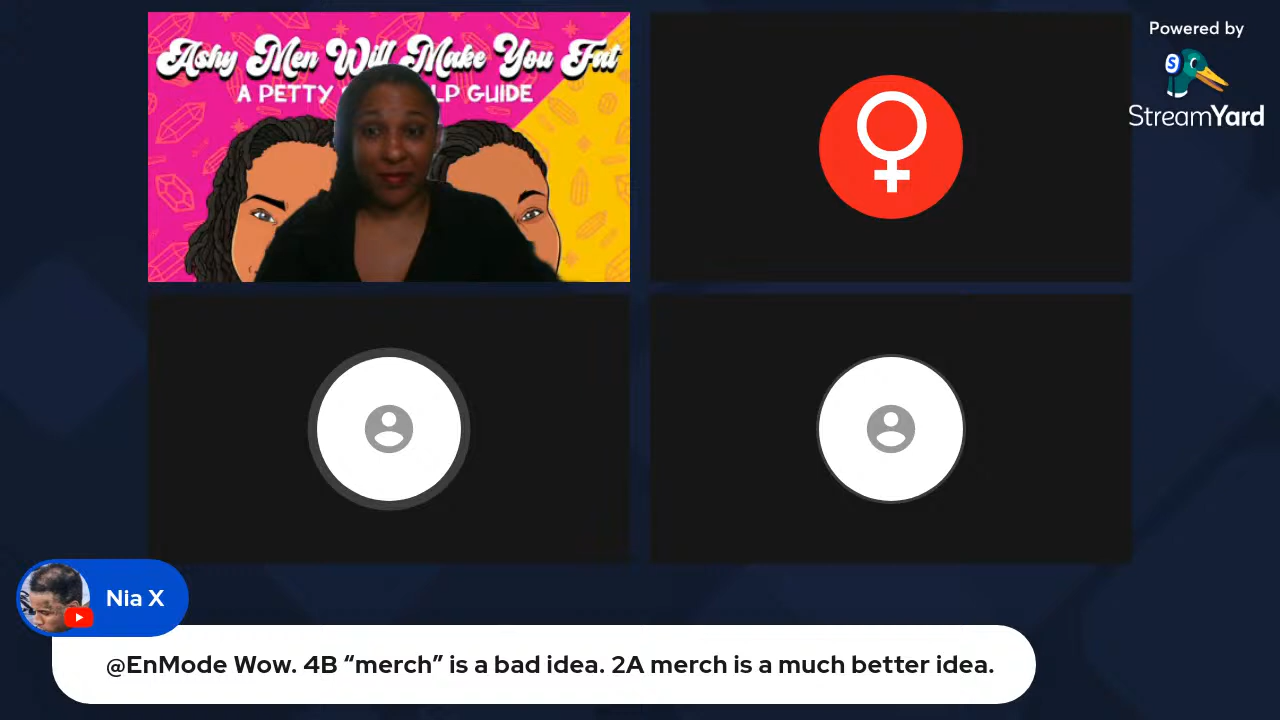 Ashy Men Will Make You Fat
A PETTY LP GUIDE
Powered by
S
StreamYard
Nia X
@EnMode Wow. 4B “merch” is a bad idea. 2A merch is a much better idea.